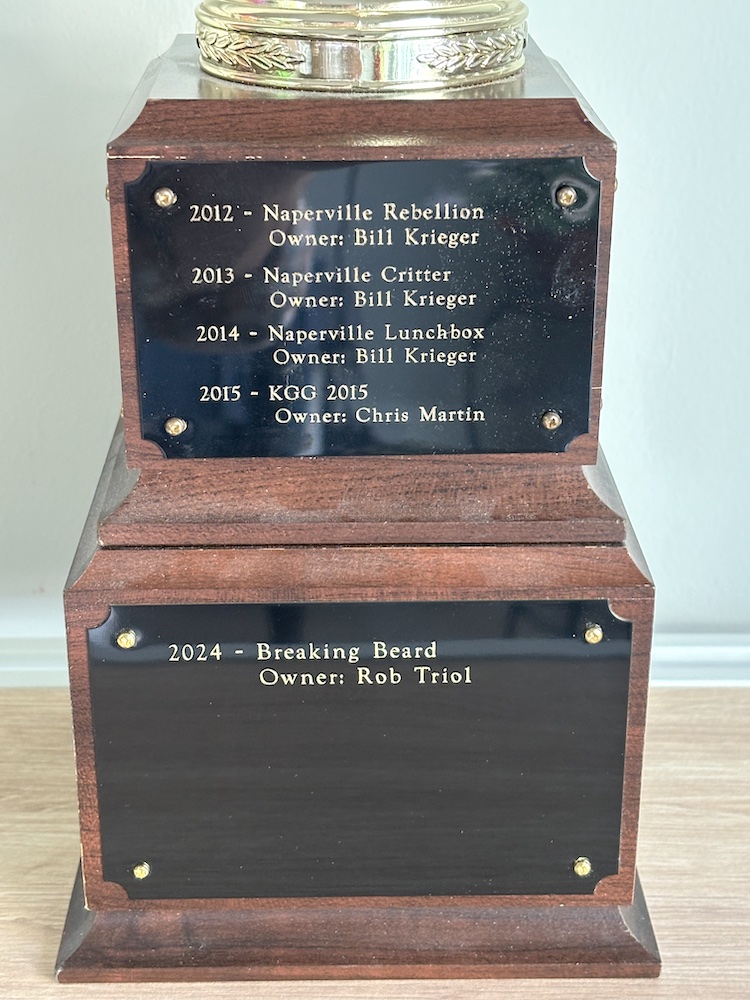 2012 - Naperville Rebellion
Owner: Bill Krieger
2013 - Naperville Critter
Owner: Bill Krieger
2014 - Naperville Lunchbox
Owner: Bill Krieger
2015 - KGG 2015
Owner: Chris Martin
2024 - Breaking Beard
Owner: Rob Triol